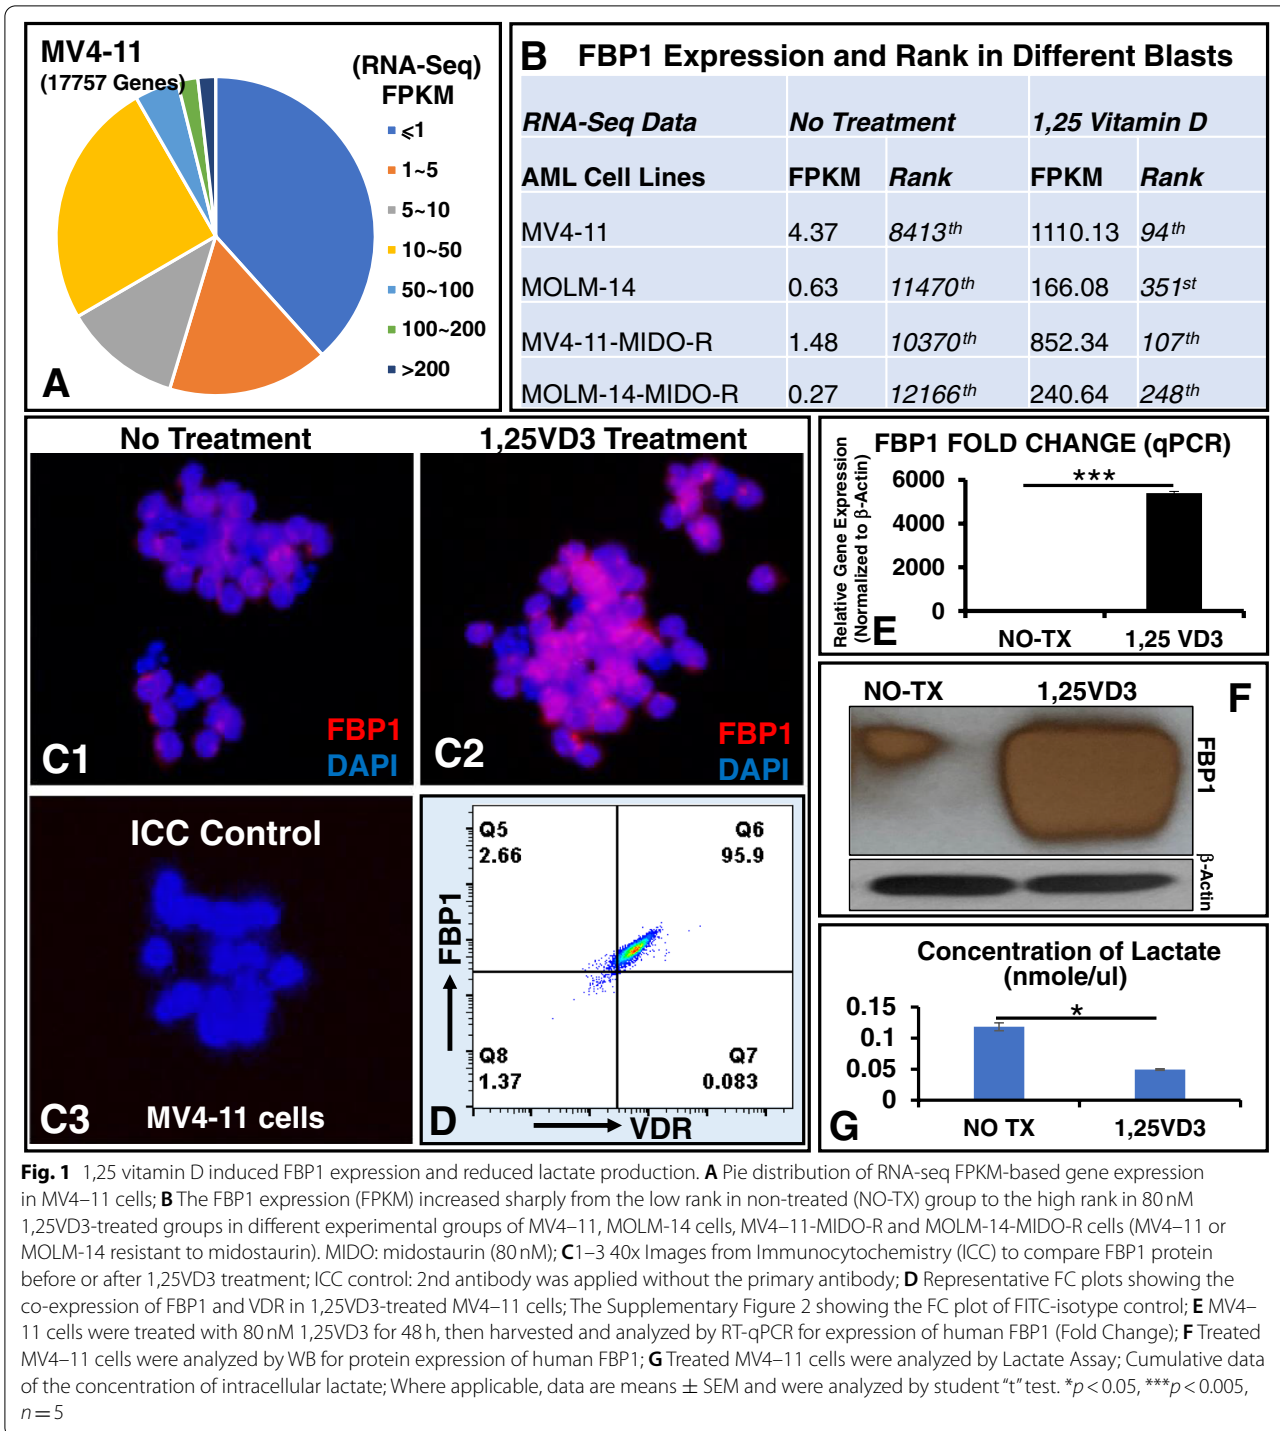 MV4-11
(17757 Genes)
(RNA-Seq)
FPKM
⩽1
1~5
5~10
10~50
50~100
100~200
>200
A
B FBP1 Expression and Rank in Different Blasts
RNA-Seq Data No Treatment 1,25 Vitamin D
AML Cell Lines FPKM Rank FPKM Rank
MV4-11 4.37 8413th 1110.13 94th
MOLM-14 0.63 11470th 166.08 351st
MV4-11-MIDO-R 1.48 10370th 852.34 107th
MOLM-14-MIDO-R 0.27 12166th 240.64 248th
No Treatment
1,25VD3 Treatment
C1
FBP1
DAPI
C2
FBP1
DAPI
ICC Control
C3
MV4-11 cells
Q5
2.66
Q6
95.9
Q8
1.37
Q7
0.083
FBP1
VDR
D
FBP1 FOLD CHANGE (qPCR)
Relative Gene Expression
(Normalized to β-Actin)
6000
4000
2000
0
***
NO-TX
1,25 VD3
E
NO-TX
1,25VD3
F
FBP1
β-Actin
Concentration of Lactate
(nmole/ul)
0.15
0.1
0.05
0
*
NO TX
1,25VD3
G
Fig. 1 1,25 vitamin D induced FBP1 expression and reduced lactate production. A Pie distribution of RNA-seq FPKM-based gene expression
in MV4–11 cells; B The FBP1 expression (FPKM) increased sharply from the low rank in non-treated (NO-TX) group to the high rank in 80 nM
1,25VD3-treated groups in different experimental groups of MV4–11, MOLM-14 cells, MV4–11-MIDO-R and MOLM-14-MIDO-R cells (MV4–11 or
MOLM-14 resistant to midostaurin). MIDO: midostaurin (80 nM); C1–3 40x Images from Immunocytochemistry (ICC) to compare FBP1 protein
before or after 1,25VD3 treatment; ICC control: 2nd antibody was applied without the primary antibody; D Representative FC plots showing the
co-expression of FBP1 and VDR in 1,25VD3-treated MV4–11 cells; The Supplementary Figure 2 showing the FC plot of FITC-isotype control; E MV4–
11 cells were treated with 80 nM 1,25VD3 for 48 h, then harvested and analyzed by RT-qPCR for expression of human FBP1 (Fold Change); F Treated
MV4–11 cells were analyzed by WB for protein expression of human FBP1; G Treated MV4–11 cells were analyzed by Lactate Assay; Cumulative data
of the concentration of intracellular lactate; Where applicable, data are means ± SEM and were analyzed by student “t” test. *p < 0.05, ***p < 0.005,
n = 5